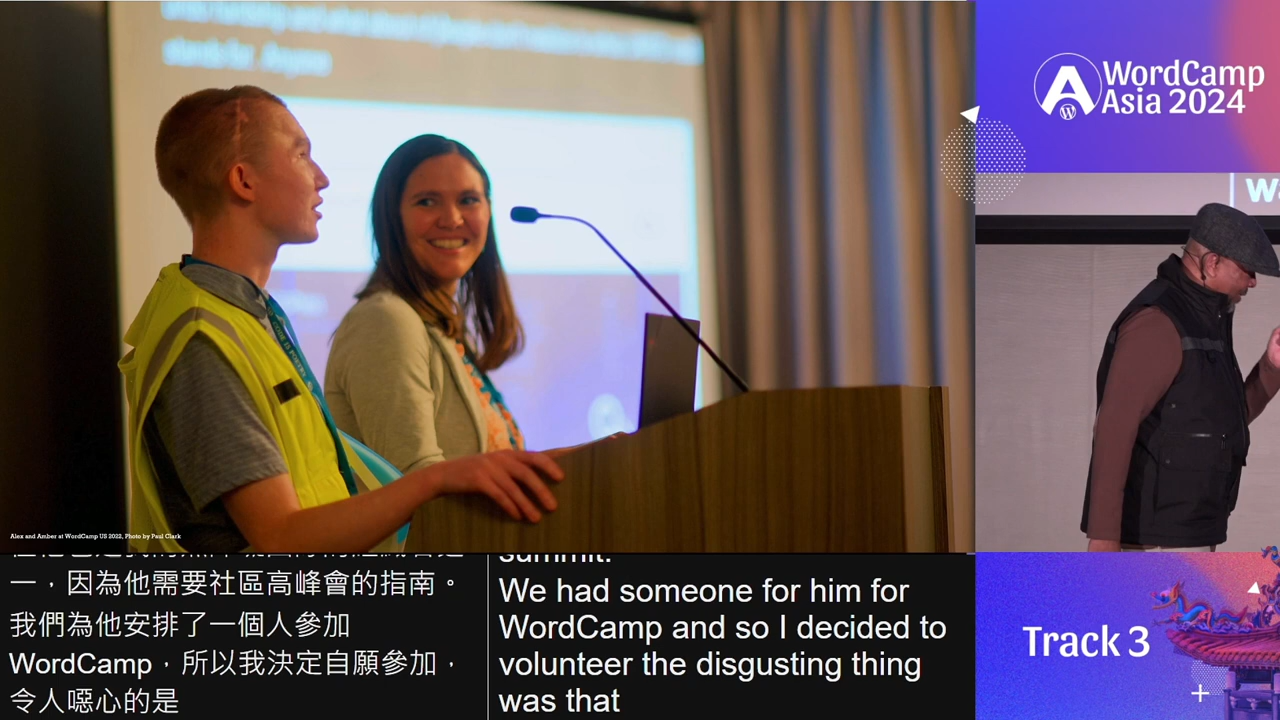 stands for. Anyone
WordCamp
Asia 2024
Alex and Amber at WordCamp US 2022, Photo by Paul Clark
一，因為他需要社區高峰會的指南。
我們為他安排了一個人參加
WordCamp，所以我決定自願參加，
令人噁心的是
summit.
We had someone for him for
WordCamp and so I decided to
volunteer the disgusting thing
was that
Track 3